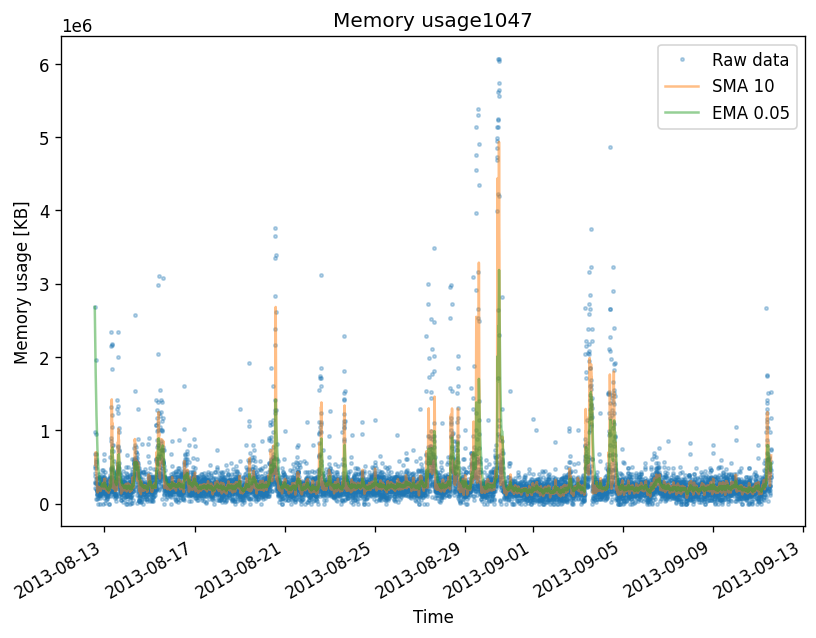 Memory usage1047
1e6
Raw data
SMA 10
EMA 0.05
6
5
4
3
2
1
0
Memory usage [KB]
2013-08-13
2013-08-17
2013-08-21
2013-08-25
2013-08-29
2013-09-01
2013-09-05
2013-09-09
2013-09-13
Time